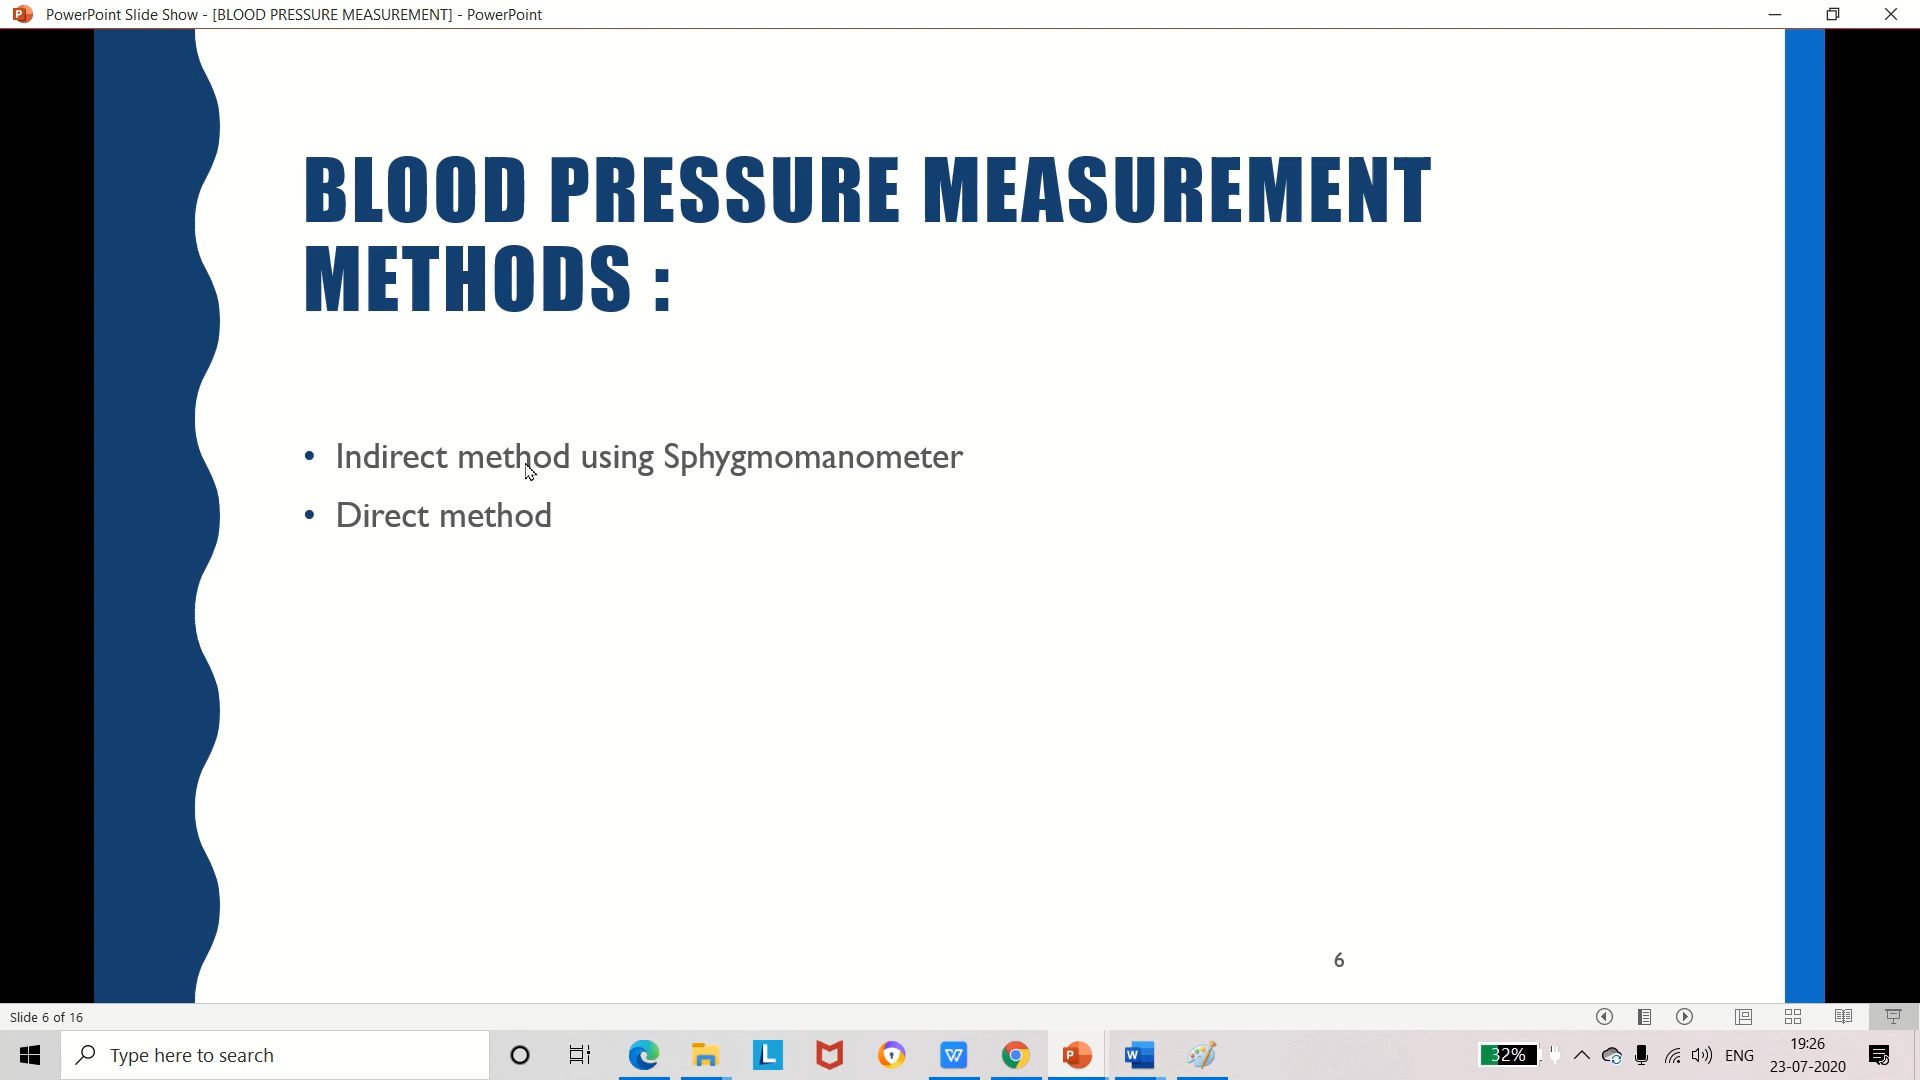 PowerPoint Slide Show - [BLOOD PRESSURE MEASUREMENT] - PowerPoint
BLOOD PRESSURE MEASUREMENT
METHODS :
• Indirect method using Sphygmomanometer
• Direct method
6
Slide 6 of 16
Type here to search
32%
ENG
19:26
23-07-2020